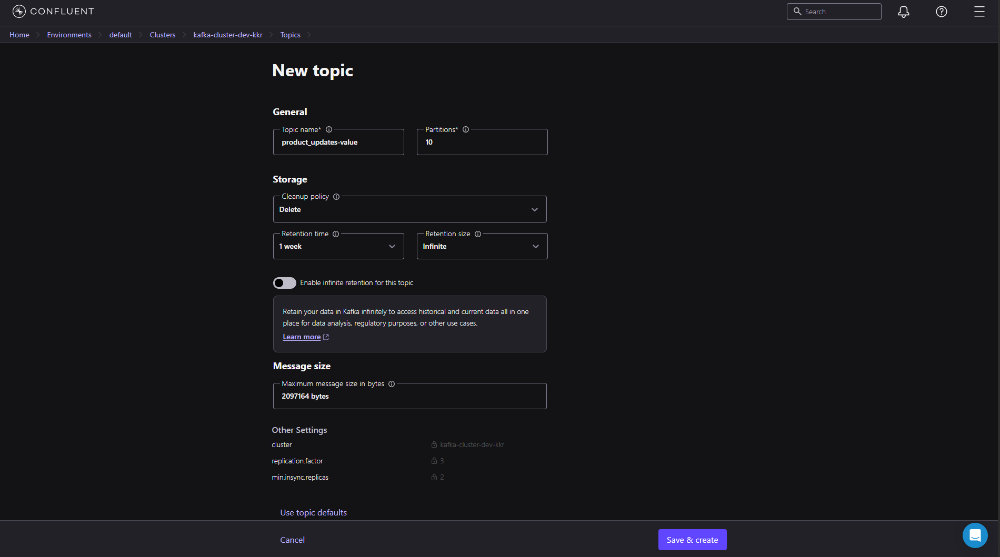 CONFLUENT
Search
Home
Environments
default
Clusters
kafka-cluster-dev-kkr
Topics
New topic
General
Topic name*
product_updates-value
Partitions*
10
Storage
Cleanup policy
Delete
Retention time
1 week
Retention size
Infinite
Enable infinite retention for this topic
Retain your data in Kafka infinitely to access historical and current data all in one
place for data analysis, regulatory purposes, or other use cases.
Learn more
Message size
Maximum message size in bytes
2097164 bytes
Other Settings
cluster
kafka-cluster-dev-kkr
replication.factor
3
min.insync.replicas
2
Use topic defaults
Cancel
Save & create